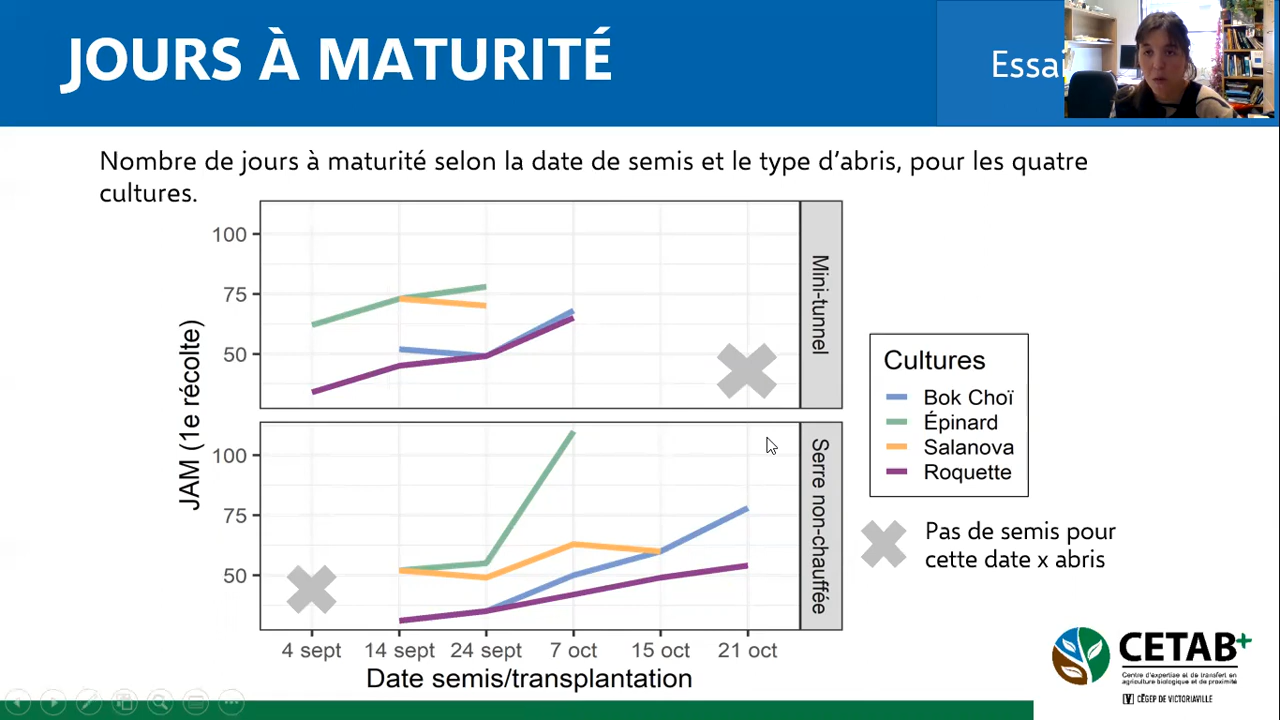 JOURS À MATURITÉ
Essai
Nombre de jours à maturité selon la date de semis et le type d’abris, pour les quatre
cultures.
JAM (1e récolte)
100
75
50
Mini-tunnel
100
75
50
Serre non-chauffée
4 sept
14 sept
24 sept
7 oct
15 oct
21 oct
Date semis/transplantation
Cultures
Bok Choï
Épinard
Salanova
Roquette
Pas de semis pour
cette date x abris
CETAB+
Centre d'expertise et de transfert en
agriculture biologique et de proximité
CÉGEP DE VICTORIAVILLE